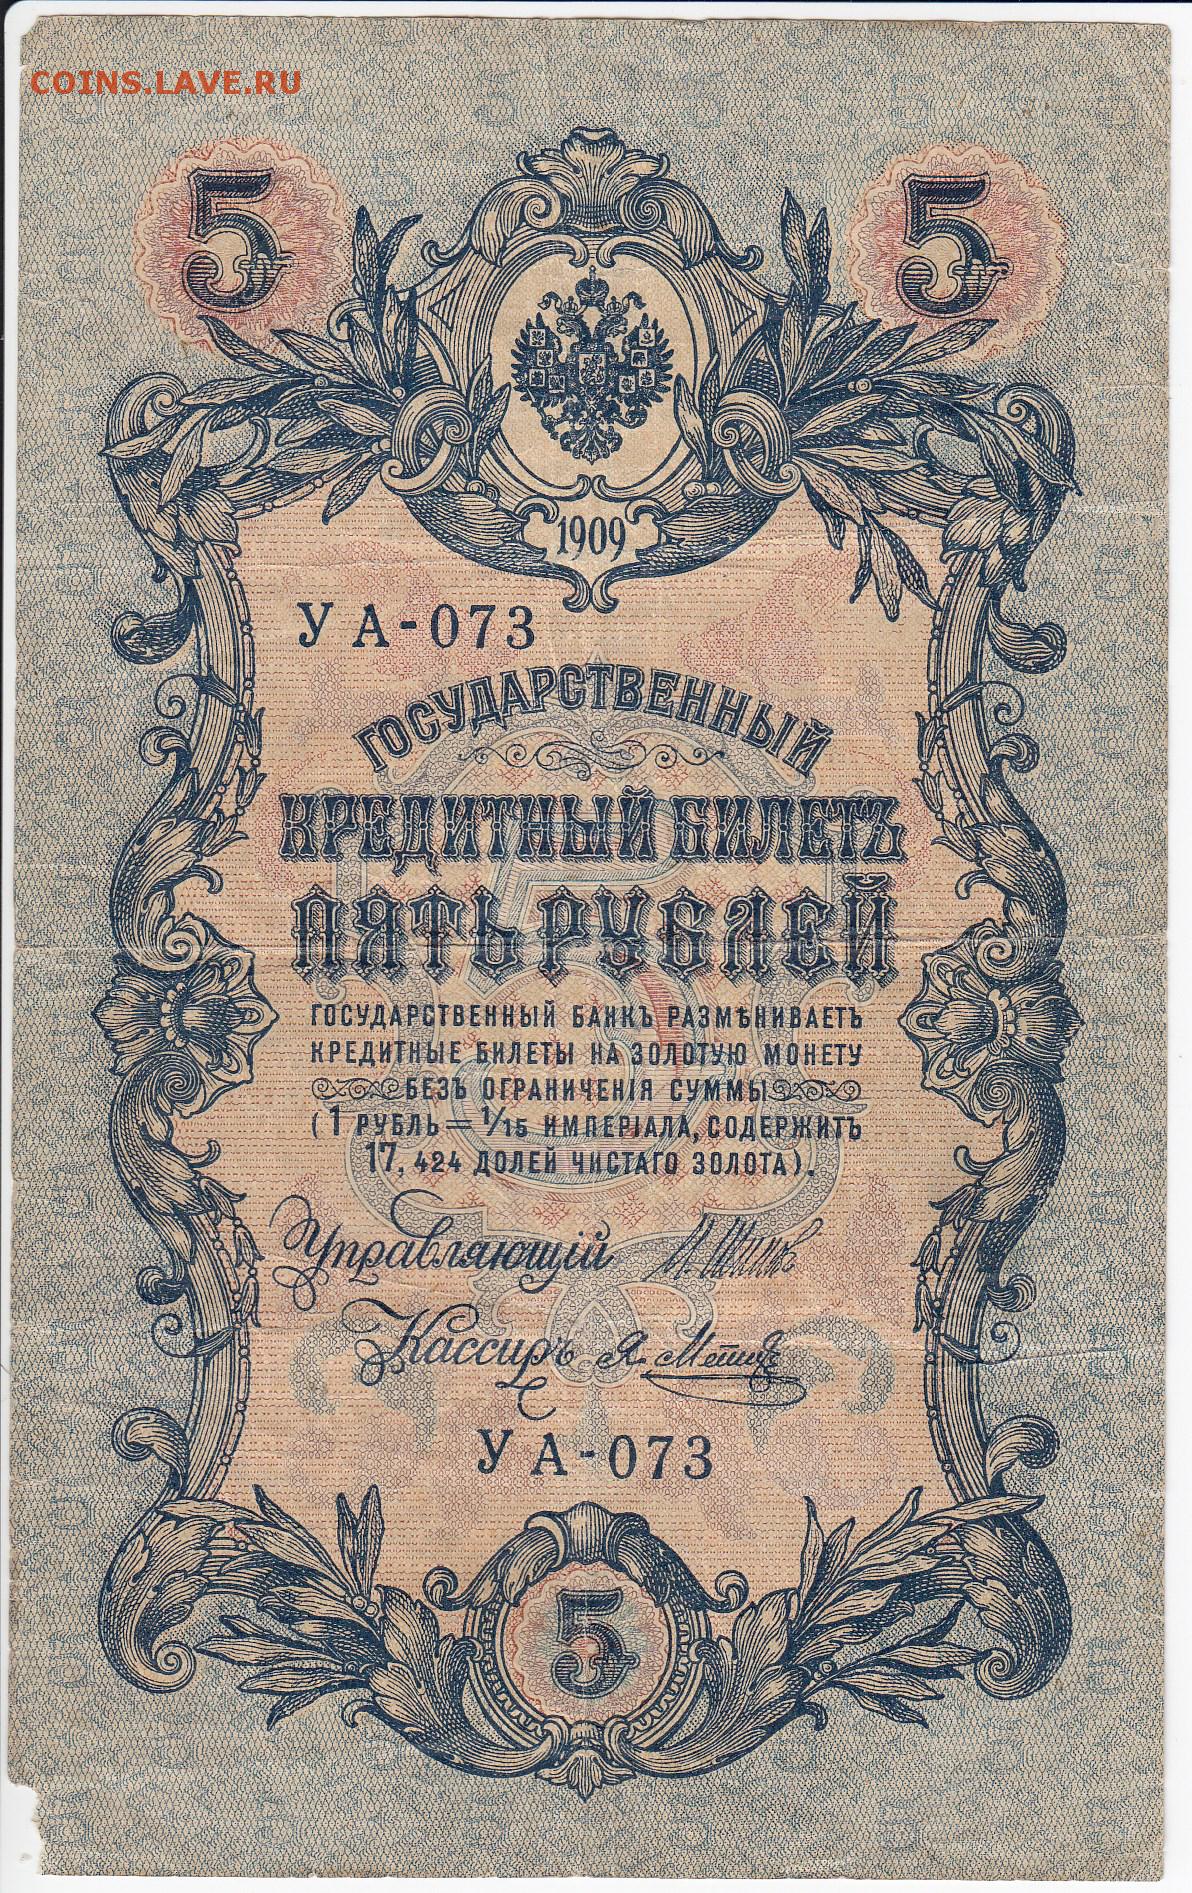 COINS.LAVE.RU
5 5
1909
УА-073
ГОСУДАРСТВЕННЫЙ
КРЕДИТНЫЙ БИЛЕТЪ
ПЯТЬ РУБЛЕЙ
ГОСУДАРСТВЕННЫЙ БАНКЪ РАЗМѢНИВАЕТЪ
КРЕДИТНЫЕ БИЛЕТЫ НА ЗОЛОТУЮ МОНЕТУ
БЕЗЪ ОГРАНИЧЕНІЯ СУММЫ
(1 РУБЛЬ = 1/15 ИМПЕРІАЛА, СОДЕРЖИТЪ
17,424 ДОЛЕЙ ЧИСТАГО ЗОЛОТА).
Управляющій
Кассиръ Я. Метцъ
УА-073
5